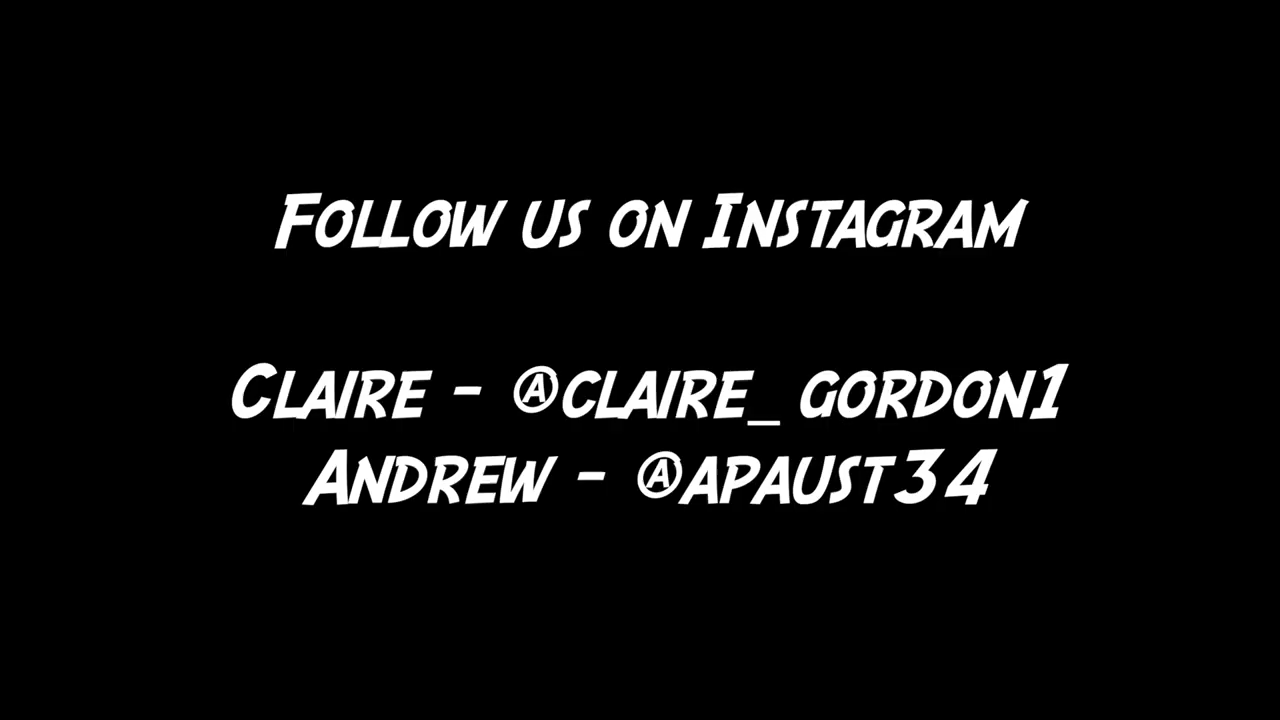 Follow us on Instagram
Claire - @claire_gordon1
Andrew - @apaust34